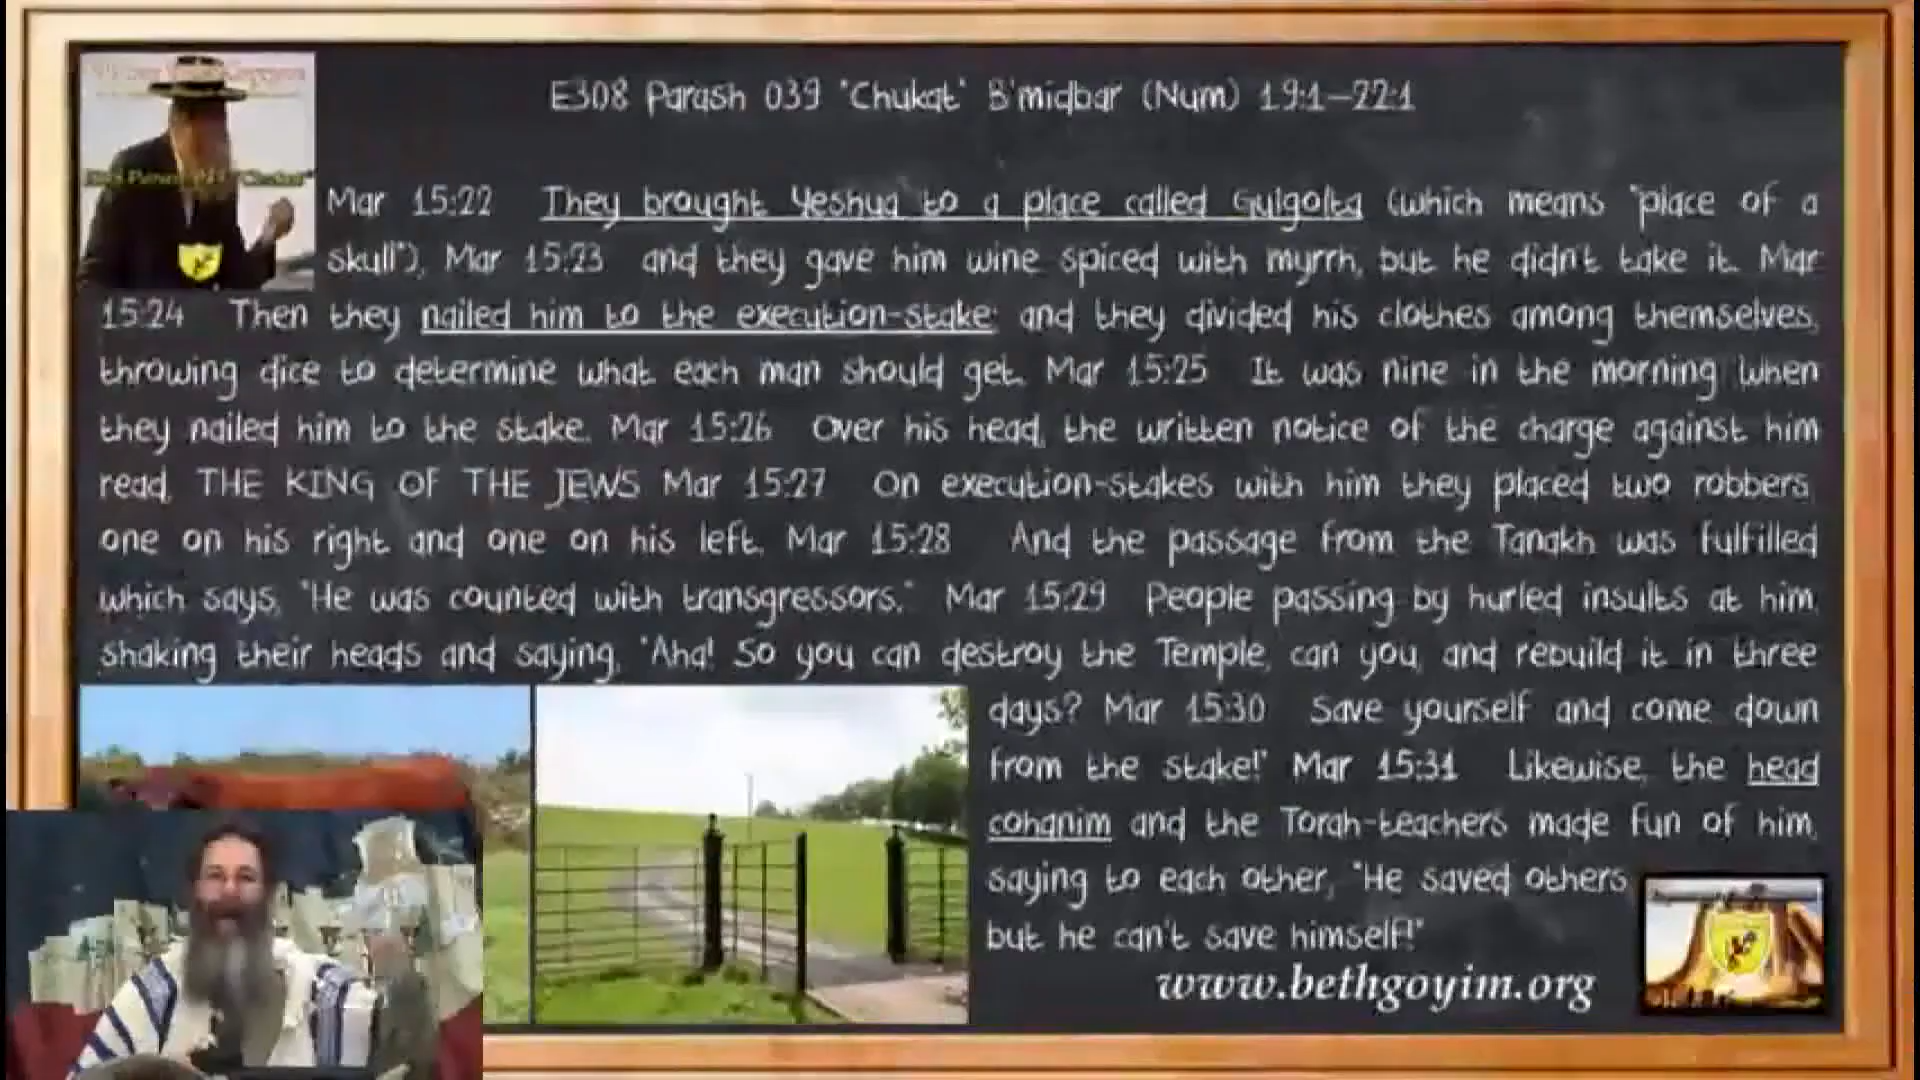 E308 Parash 039 "Chukat" B'midbar (Num) 19:1-22:1
Mar 15:22 They brought Yeshua to a place called Gulgolta (which means "place of a
skull"), Mar 15:23 and they gave him wine spiced with myrrh, but he didn't take it. Mar
15:24 Then they nailed him to the execution-stake; and they divided his clothes among themselves,
throwing dice to determine what each man should get. Mar 15:25 It was nine in the morning when
they nailed him to the stake. Mar 15:26 Over his head, the written notice of the charge against him
read, THE KING OF THE JEWS Mar 15:27 On execution-stakes with him they placed two robbers,
one on his right and one on his left. Mar 15:28 And the passage from the Tanakh was fulfilled
which says, "He was counted with transgressors." Mar 15:29 People passing by hurled insults at him,
shaking their heads and saying, "Aha! So you can destroy the Temple, can you, and rebuild it in three
days? Mar 15:30 Save yourself and come down
from the stake!" Mar 15:31 Likewise, the head
cohanim and the Torah-teachers made fun of him,
saying to each other, "He saved others
but he can't save himself!"
www.bethgoyim.org